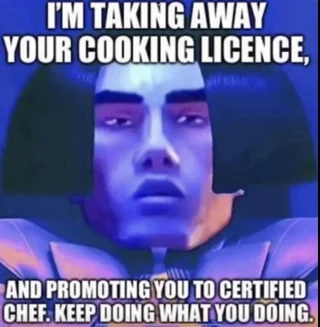 I'M TAKING AWAY
YOUR COOKING LICENCE,
AND PROMOTING YOU TO CERTIFIED
CHEF. KEEP DOING WHAT YOU DOING.